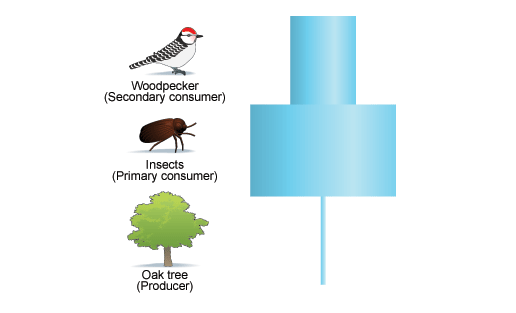 Woodpecker
(Secondary consumer)
Insects
(Primary consumer)
Oak tree
(Producer)